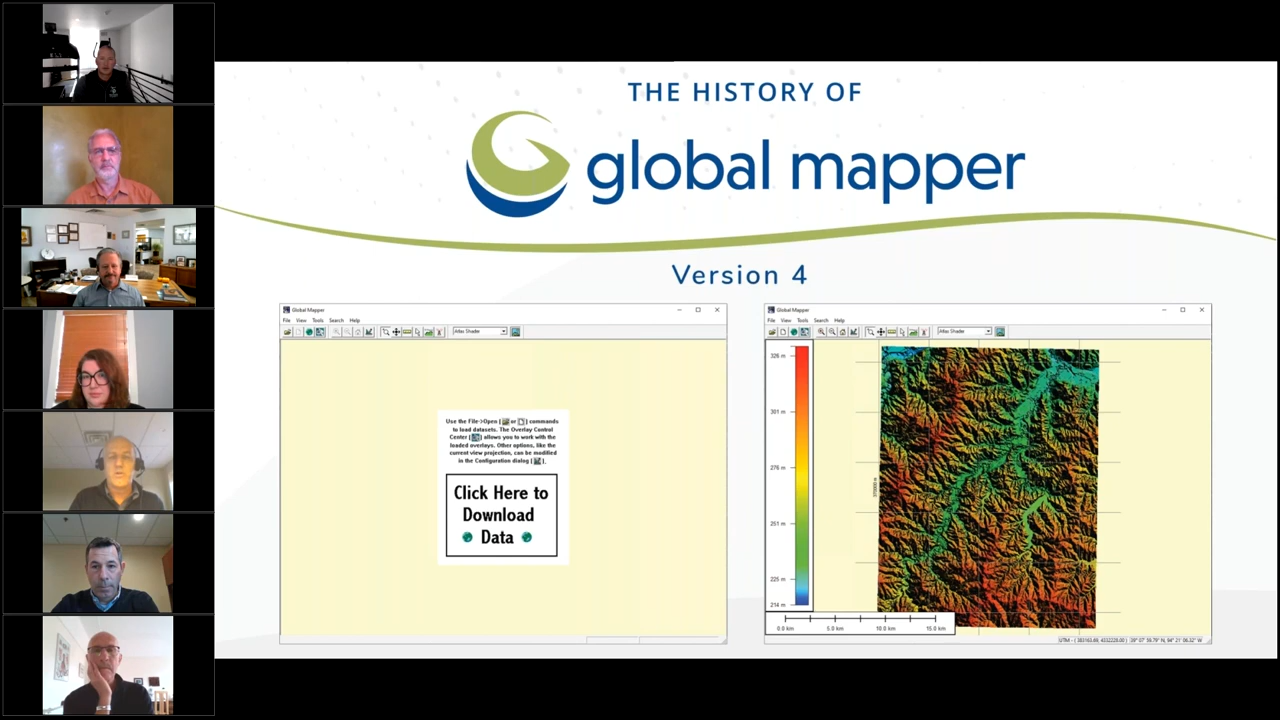 THE HISTORY OF
global mapper
Version 4
Global Mapper
File View Tools Search Help
Atlas Shader
Use the File->Open [ or ] commands
to load datasets. The Overlay Control
Center [ ] allows you to work with the
loaded overlays. Other options, like the
current view projection, can be modified
in the Configuration dialog [ ].
Click Here to
Download
Data
Global Mapper
File View Tools Search Help
Atlas Shader
326 m
301 m
276 m
251 m
225 m
214 m
0.0 km 5.0 km 10.0 km 15.0 km